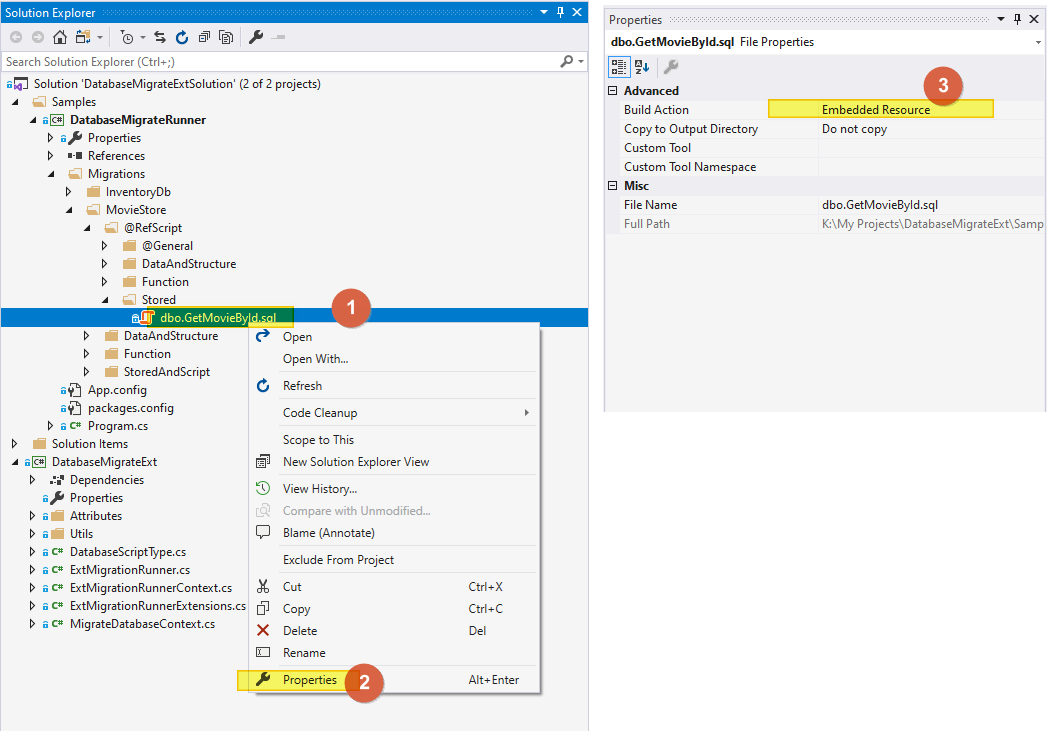 Solution Explorer
Search Solution Explorer (Ctrl+;)
Solution 'DatabaseMigrateExtSolution' (2 of 2 projects)
Samples
DatabaseMigrateRunner
Properties
References
Migrations
InventoryDb
MovieStore
@RefScript
@General
DataAndStructure
Function
Stored
dbo.GetMovieById.sql
1
DataAndStructure
Function
StoredAndScript
App.config
packages.config
Program.cs
Solution Items
DatabaseMigrateExt
Dependencies
Properties
Attributes
Utils
DatabaseScriptType.cs
ExtMigrationRunner.cs
ExtMigrationRunnerContext.cs
ExtMigrationRunnerExtensions.cs
MigrateDatabaseContext.cs
Open
Open With...
Refresh
Code Cleanup
Scope to This
New Solution Explorer View
View History...
Compare with Unmodified...
Blame (Annotate)
Exclude From Project
Cut Ctrl+X
Copy Ctrl+C
Delete Del
Rename
Properties 2 Alt+Enter
Properties
dbo.GetMovieById.sql File Properties
3
Advanced
Build Action Embedded Resource
Copy to Output Directory Do not copy
Custom Tool
Custom Tool Namespace
Misc
File Name dbo.GetMovieById.sql
Full Path K:\My Projects\DatabaseMigrateExt\Samp